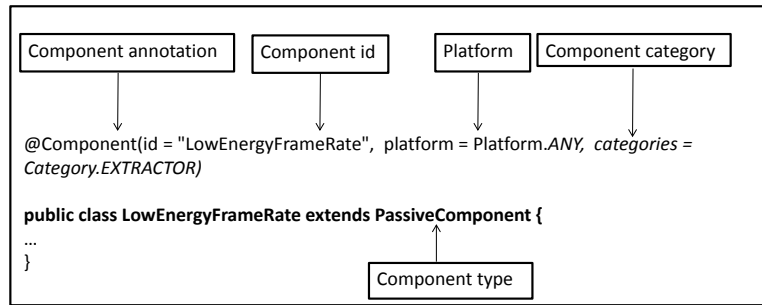 Component annotation
Component id
Platform
Component category
@Component(id = "LowEnergyFrameRate", platform = Platform.ANY, categories =
Category.EXTRACTOR)
public class LowEnergyFrameRate extends PassiveComponent {
...
}
Component type